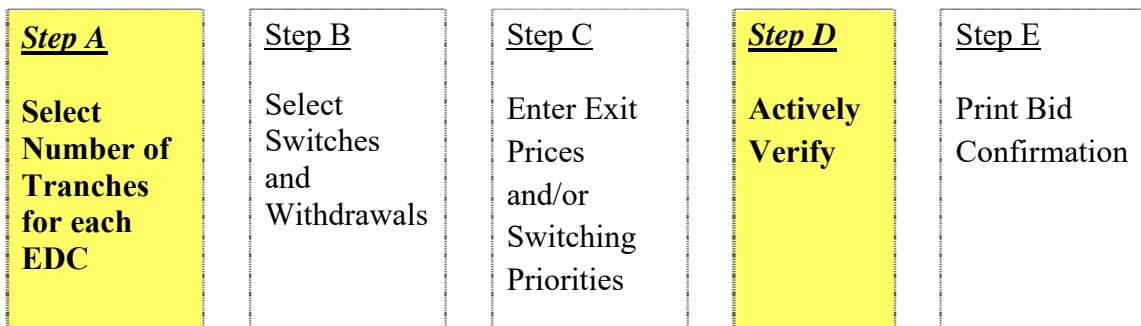 Step A
Select
Number of
Tranches
for each
EDC
Step B
Select
Switches
and
Withdrawals
Step C
Enter Exit
Prices
and/or
Switching
Priorities
Step D
Actively
Verify
Step E
Print Bid
Confirmation